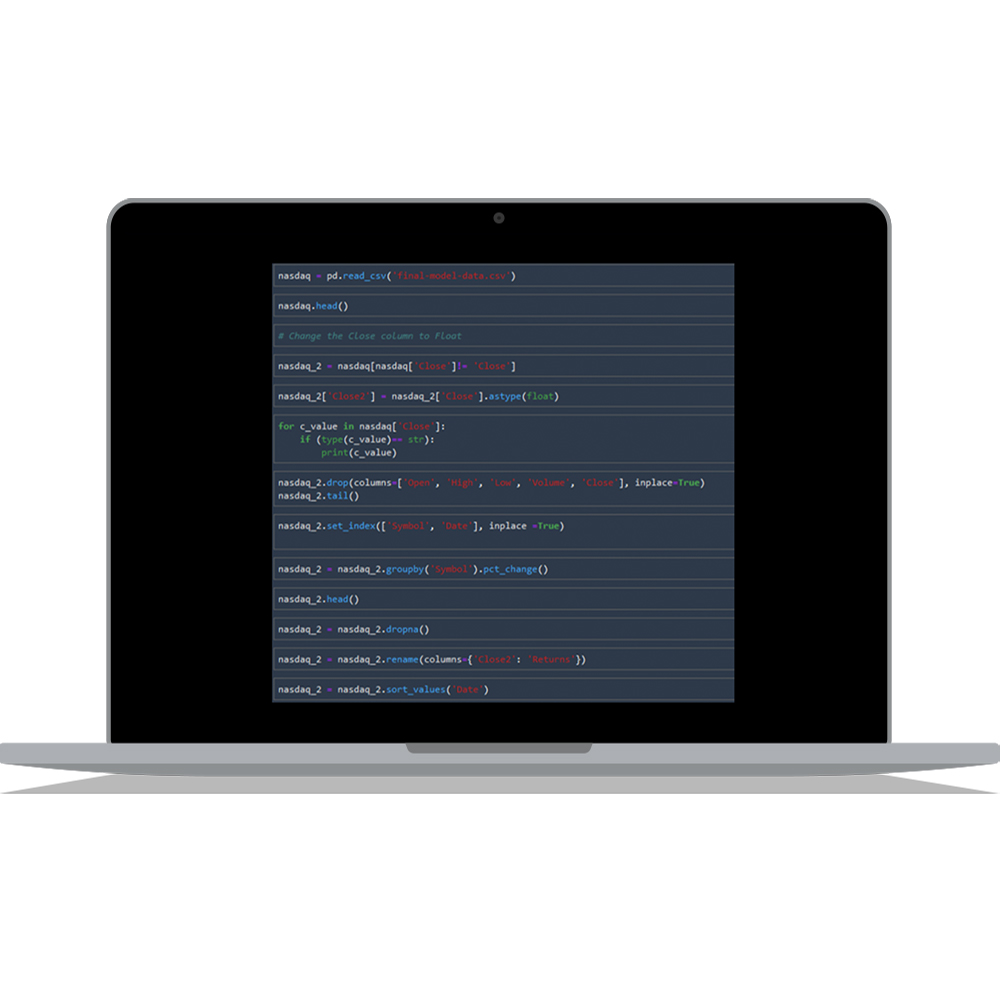 nasdaq = pd.read_csv('final-model-data.csv')
nasdaq.head()
# Change the Close column to Float
nasdaq_2 = nasdaq[nasdaq['Close']!= 'Close']
nasdaq_2['Close2'] = nasdaq_2['Close'].astype(float)
for c_value in nasdaq['Close']:
    if (type(c_value)== str):
        print(c_value)
nasdaq_2.drop(columns=['Open', 'High', 'Low', 'Volume', 'Close'], inplace=True)
nasdaq_2.tail()
nasdaq_2.set_index(['Symbol', 'Date'], inplace =True)
nasdaq_2 = nasdaq_2.groupby('Symbol').pct_change()
nasdaq_2.head()
nasdaq_2 = nasdaq_2.dropna()
nasdaq_2 = nasdaq_2.rename(columns={'Close2': 'Returns'})
nasdaq_2 = nasdaq_2.sort_values('Date')